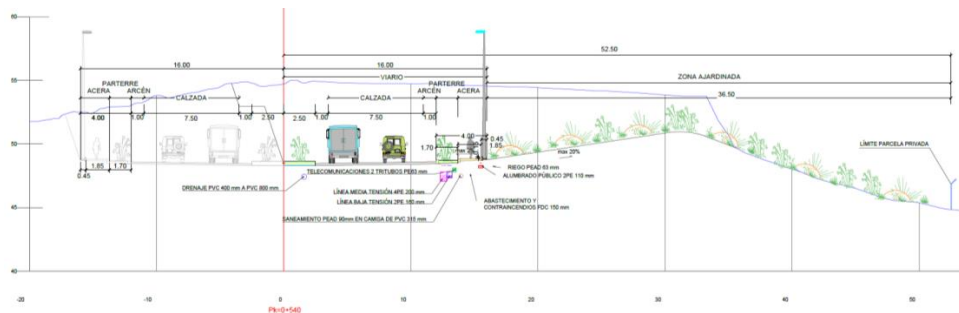 60
52.50
16.00
16.00
VIARIO
55
PARTERRE
ACERA
ARCÉN
CALZADA
CALZADA
PARTERRE
ARCÉN
ACERA
ZONA AJARDINADA
36.50
4.00
1.00
7.50
1.00
2.50
2.50
1.00
7.50
1.00
4.00
0.45
50
1.70
1.85
1.85
1.70
max 20%
0.45
TELECOMUNICACIONES 2 TRITUBOS PE63 mm
RIEGO PEAD 63 mm
ALUMBRADO PÚBLICO 2PE 110 mm
LÍMITE PARCELA PRIVADA
DRENAJE PVC 400 mm A PVC 800 mm
LÍNEA MEDIA TENSIÓN 4PE 200 mm
LÍNEA BAJA TENSIÓN 2PE 160 mm
ABASTECIMIENTO Y
CONTRAINCENDIOS FDC 150 mm
SANEAMIENTO PEAD 90mm EN CAMISA DE PVC 315 mm
45
40
-20
-10
0
10
20
30
40
50
Pk=0+540